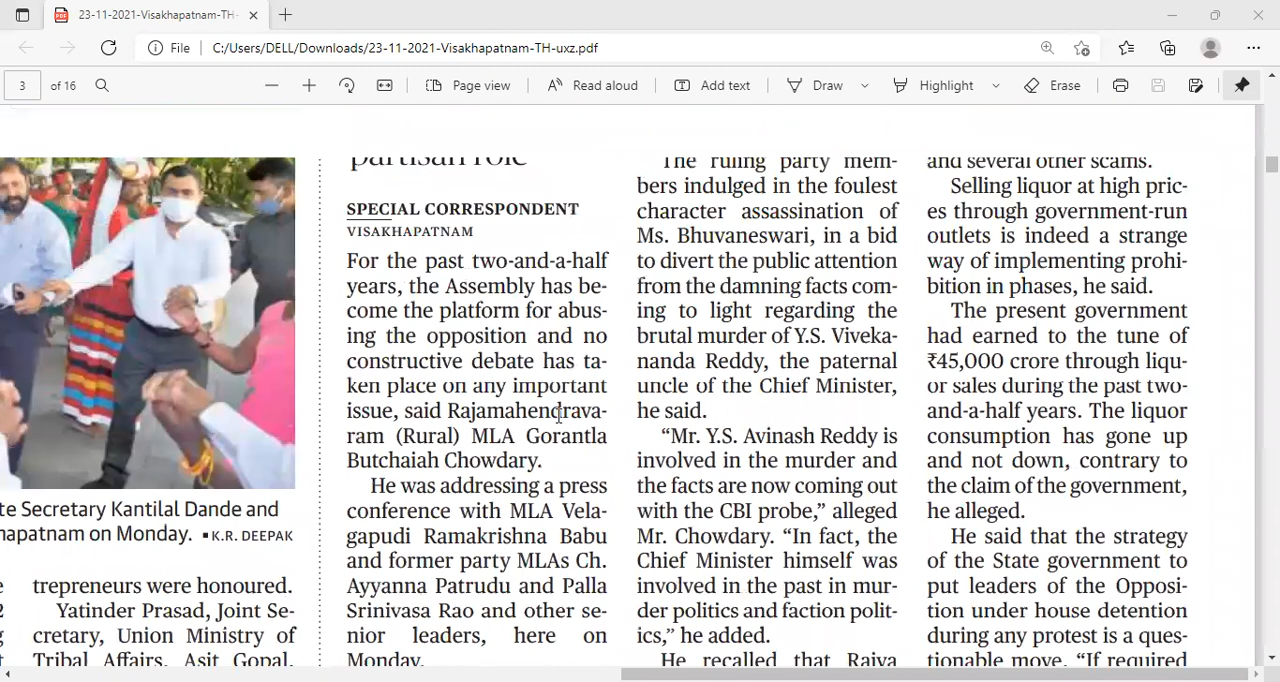 23-11-2021-Visakhapatnam-TH-
File
C:/Users/DELL/Downloads/23-11-2021-Visakhapatnam-TH-uxz.pdf
3 of 16
Page view
Read aloud
Add text
Draw
Highlight
Erase
te Secretary Kantilal Dande and
hapatnam on Monday. ▪ K.R. DEEPAK
trepreneurs were honoured.
Yatinder Prasad, Joint Se-
cretary, Union Ministry of
Tribal Affairs, Asit Gopal,
partisan role
SPECIAL CORRESPONDENT
VISAKHAPATNAM
For the past two-and-a-half
years, the Assembly has be-
come the platform for abus-
ing the opposition and no
constructive debate has ta-
ken place on any important
issue, said Rajamahendrava-
ram (Rural) MLA Gorantla
Butchaiah Chowdary.
He was addressing a press
conference with MLA Vela-
gapudi Ramakrishna Babu
and former party MLAs Ch.
Ayyanna Patrudu and Palla
Srinivasa Rao and other se-
nior leaders, here on
Monday.
The ruling party mem-
bers indulged in the foulest
character assassination of
Ms. Bhuvaneswari, in a bid
to divert the public attention
from the damning facts com-
ing to light regarding the
brutal murder of Y.S. Viveka-
nanda Reddy, the paternal
uncle of the Chief Minister,
he said.
“Mr. Y.S. Avinash Reddy is
involved in the murder and
the facts are now coming out
with the CBI probe,” alleged
Mr. Chowdary. “In fact, the
Chief Minister himself was
involved in the past in mur-
der politics and faction polit-
ics,” he added.
He recalled that Raiva
and several other scams.
Selling liquor at high pric-
es through government-run
outlets is indeed a strange
way of implementing prohi-
bition in phases, he said.
The present government
had earned to the tune of
₹45,000 crore through liqu-
or sales during the past two-
and-a-half years. The liquor
consumption has gone up
and not down, contrary to
the claim of the government,
he alleged.
He said that the strategy
of the State government to
put leaders of the Opposi-
tion under house detention
during any protest is a ques-
tionable move. “If required